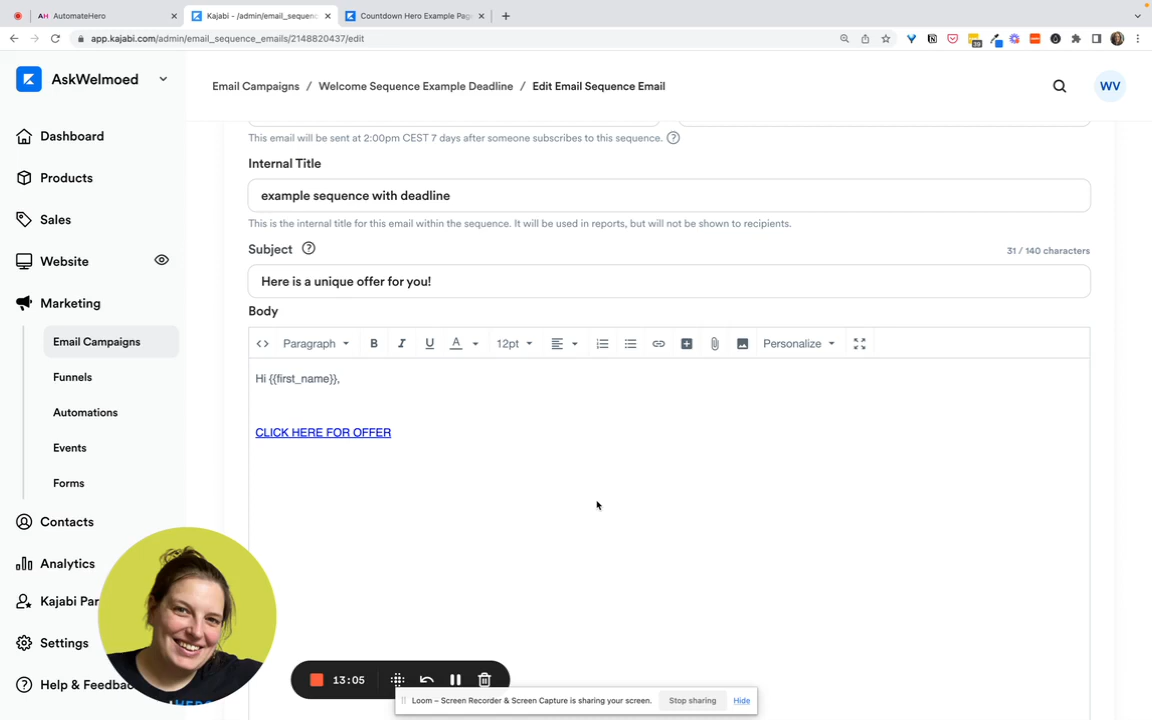 AutomateHero
Kajabi - /admin/email_sequenc
Countdown Hero Example Pag
app.kajabi.com/admin/email_sequence_emails/2148820437/edit
39
AskWelmoed
Email Campaigns / Welcome Sequence Example Deadline / Edit Email Sequence Email
WV
Dashboard
Products
Sales
Website
Marketing
Email Campaigns
Funnels
Automations
Events
Forms
Contacts
Analytics
Kajabi Par
Settings
Help & Feedbac
This email will be sent at 2:00pm CEST 7 days after someone subscribes to this sequence.
Internal Title
example sequence with deadline
This is the internal title for this email within the sequence. It will be used in reports, but will not be shown to recipients.
Subject
31 / 140 characters
Here is a unique offer for you!
Body
Paragraph
B I U A
12pt
Personalize
Hi {{first_name}},
CLICK HERE FOR OFFER
13:05
Loom – Screen Recorder & Screen Capture is sharing your screen.
Stop sharing
Hide